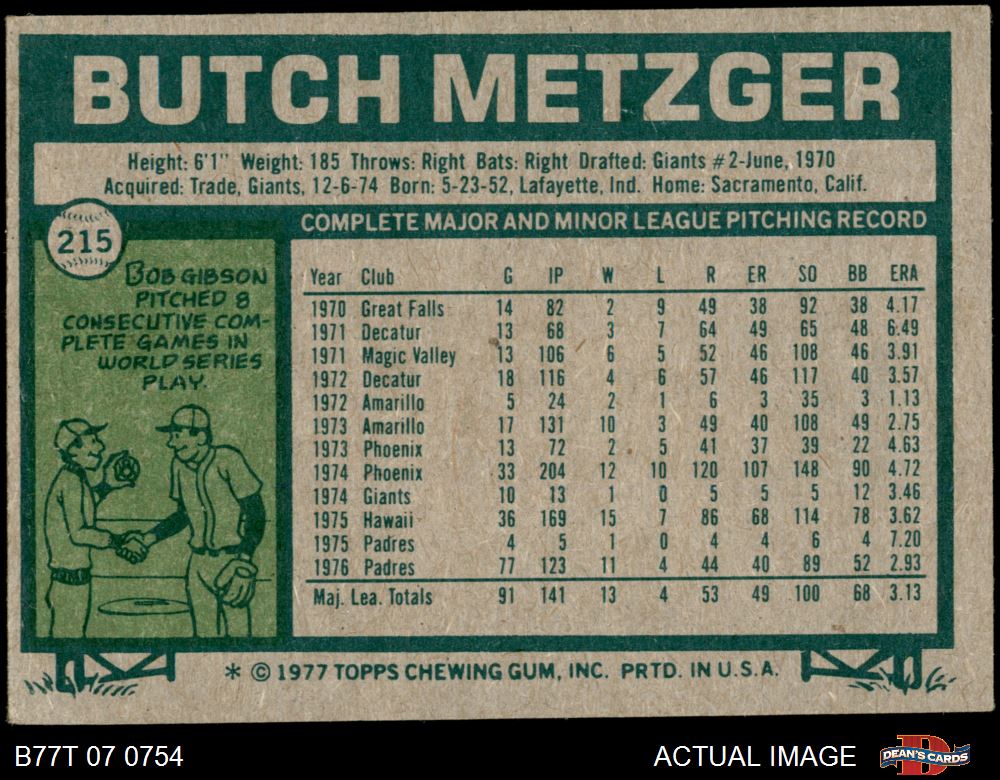 BUTCH METZGER
Height: 6'1" Weight: 185 Throws: Right Bats: Right Drafted: Giants #2-June, 1970
Acquired: Trade, Giants, 12-6-74 Born: 5-23-52, Lafayette, Ind. Home: Sacramento, Calif.
215
BOB GIBSON
PITCHED 8
CONSECUTIVE COM-
PLETE GAMES IN
WORLD SERIES
PLAY.
COMPLETE MAJOR AND MINOR LEAGUE PITCHING RECORD
Year Club G IP W L R ER SO BB ERA
1970 Great Falls 14 82 2 9 49 38 92 38 4.17
1971 Decatur 13 68 3 7 64 49 65 48 6.49
1971 Magic Valley 13 106 6 5 52 46 108 46 3.91
1972 Decatur 18 116 4 6 57 46 117 40 3.57
1972 Amarillo 5 24 2 1 6 3 35 3 1.13
1973 Amarillo 17 131 10 3 49 40 108 49 2.75
1973 Phoenix 13 72 2 5 41 37 39 22 4.63
1974 Phoenix 33 204 12 10 120 107 148 90 4.72
1974 Giants 10 13 1 0 5 5 5 12 3.46
1975 Hawaii 36 169 15 7 86 68 114 78 3.62
1975 Padres 4 5 1 0 4 4 6 4 7.20
1976 Padres 77 123 11 4 44 40 89 52 2.93
Maj. Lea. Totals 91 141 13 4 53 49 100 68 3.13
* © 1977 TOPPS CHEWING GUM, INC. PRTD. IN U.S.A.
B77T 07 0754
ACTUAL IMAGE
D
DEAN'S CARDS